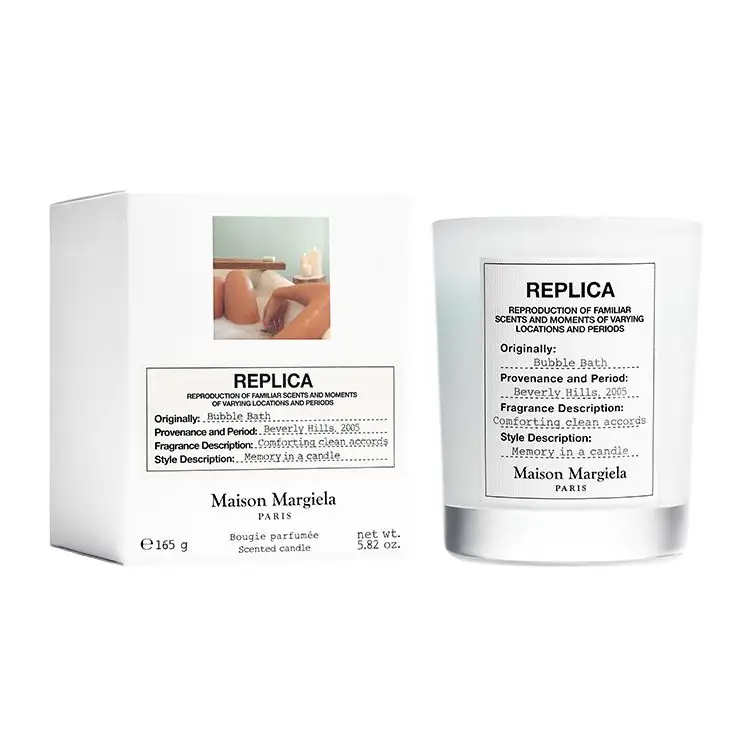 REPLICA
REPRODUCTION OF FAMILIAR SCENTS AND MOMENTS
OF VARYING LOCATIONS AND PERIODS
Originally: Bubble Bath
Provenance and Period: Beverly Hills, 2005
Fragrance Description: Comforting clean accords
Style Description: Memory in a candle
Maison Margiela
PARIS
Bougie parfumée
Scented candle
℮165 g
net wt.
5.82 oz.
REPLICA
REPRODUCTION OF FAMILIAR
SCENTS AND MOMENTS OF VARYING
LOCATIONS AND PERIODS
Originally:
Bubble Bath
Provenance and Period:
Beverly Hills, 2005
Fragrance Description:
Comforting clean accords
Style Description:
Memory in a candle
Maison Margiela
PARIS